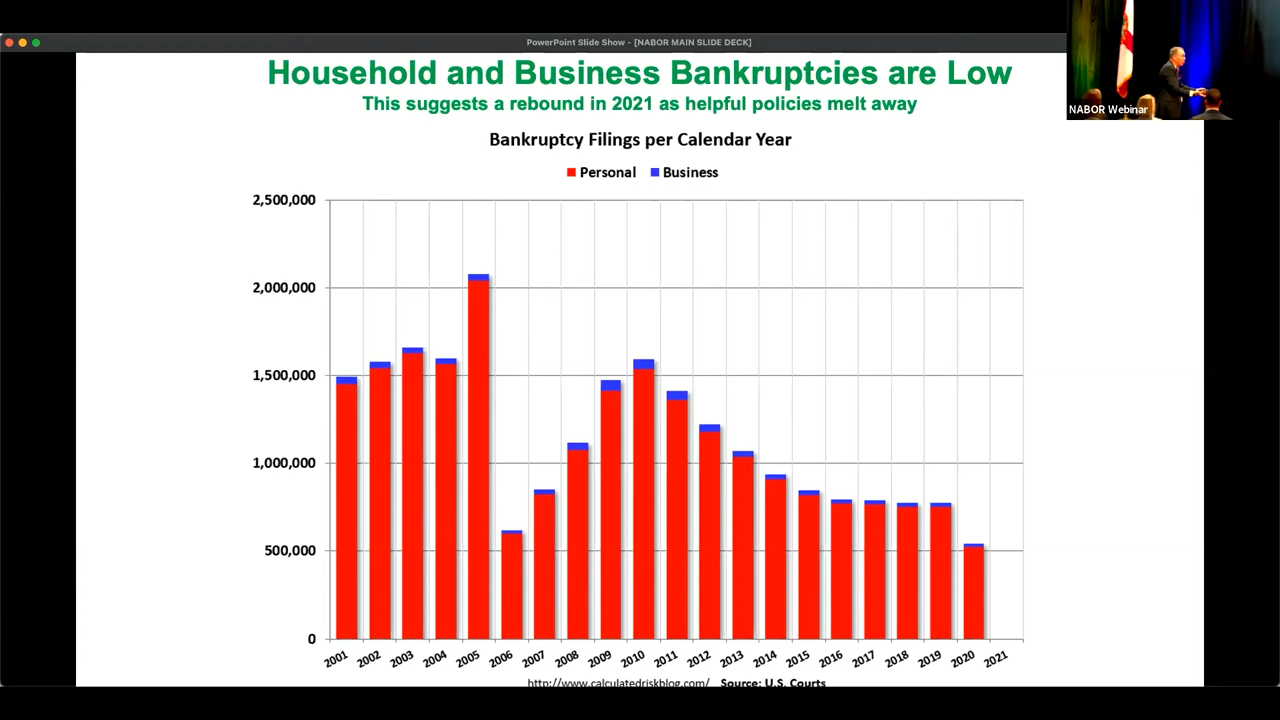 PowerPoint Slide Show - [NABOR MAIN SLIDE DECK]
NABOR Webinar
Household and Business Bankruptcies are Low
This suggests a rebound in 2021 as helpful policies melt away
Bankruptcy Filings per Calendar Year
Personal Business
2,500,000
2,000,000
1,500,000
1,000,000
500,000
0
2001 2002 2003 2004 2005 2006 2007 2008 2009 2010 2011 2012 2013 2014 2015 2016 2017 2018 2019 2020 2021
http://www.calculatedriskblog.com/ Source: U.S. Courts